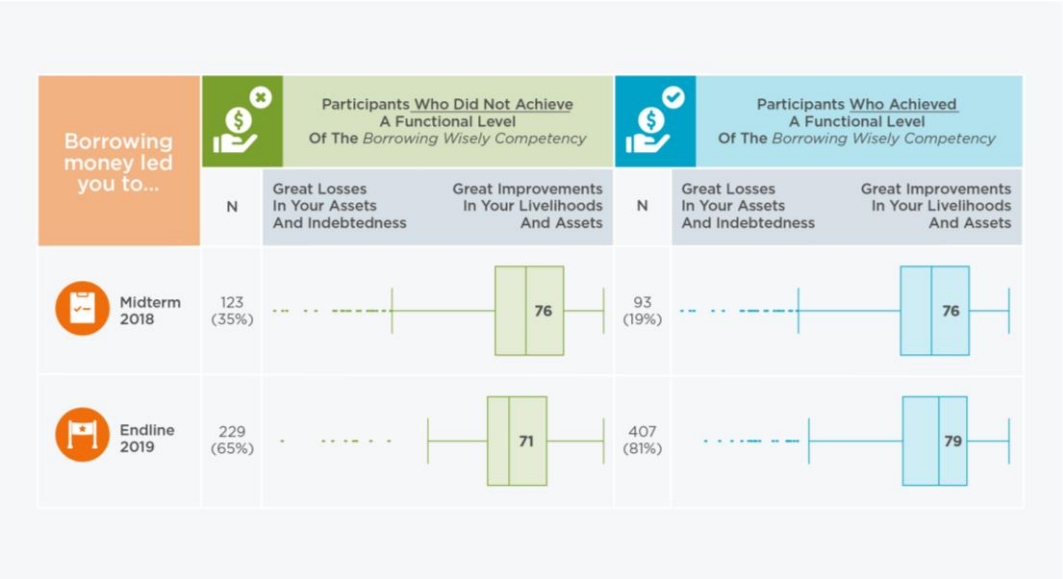 Borrowing
money led
you to...
Participants Who Did Not Achieve
A Functional Level
Of The Borrowing Wisely Competency
Participants Who Achieved
A Functional Level
Of The Borrowing Wisely Competency
N
Great Losses
In Your Assets
And Indebtedness
Great Improvements
In Your Livelihoods
And Assets
N
Great Losses
In Your Assets
And Indebtedness
Great Improvements
In Your Livelihoods
And Assets
Midterm
2018
123
(35%)
76
93
(19%)
76
Endline
2019
229
(65%)
71
407
(81%)
79